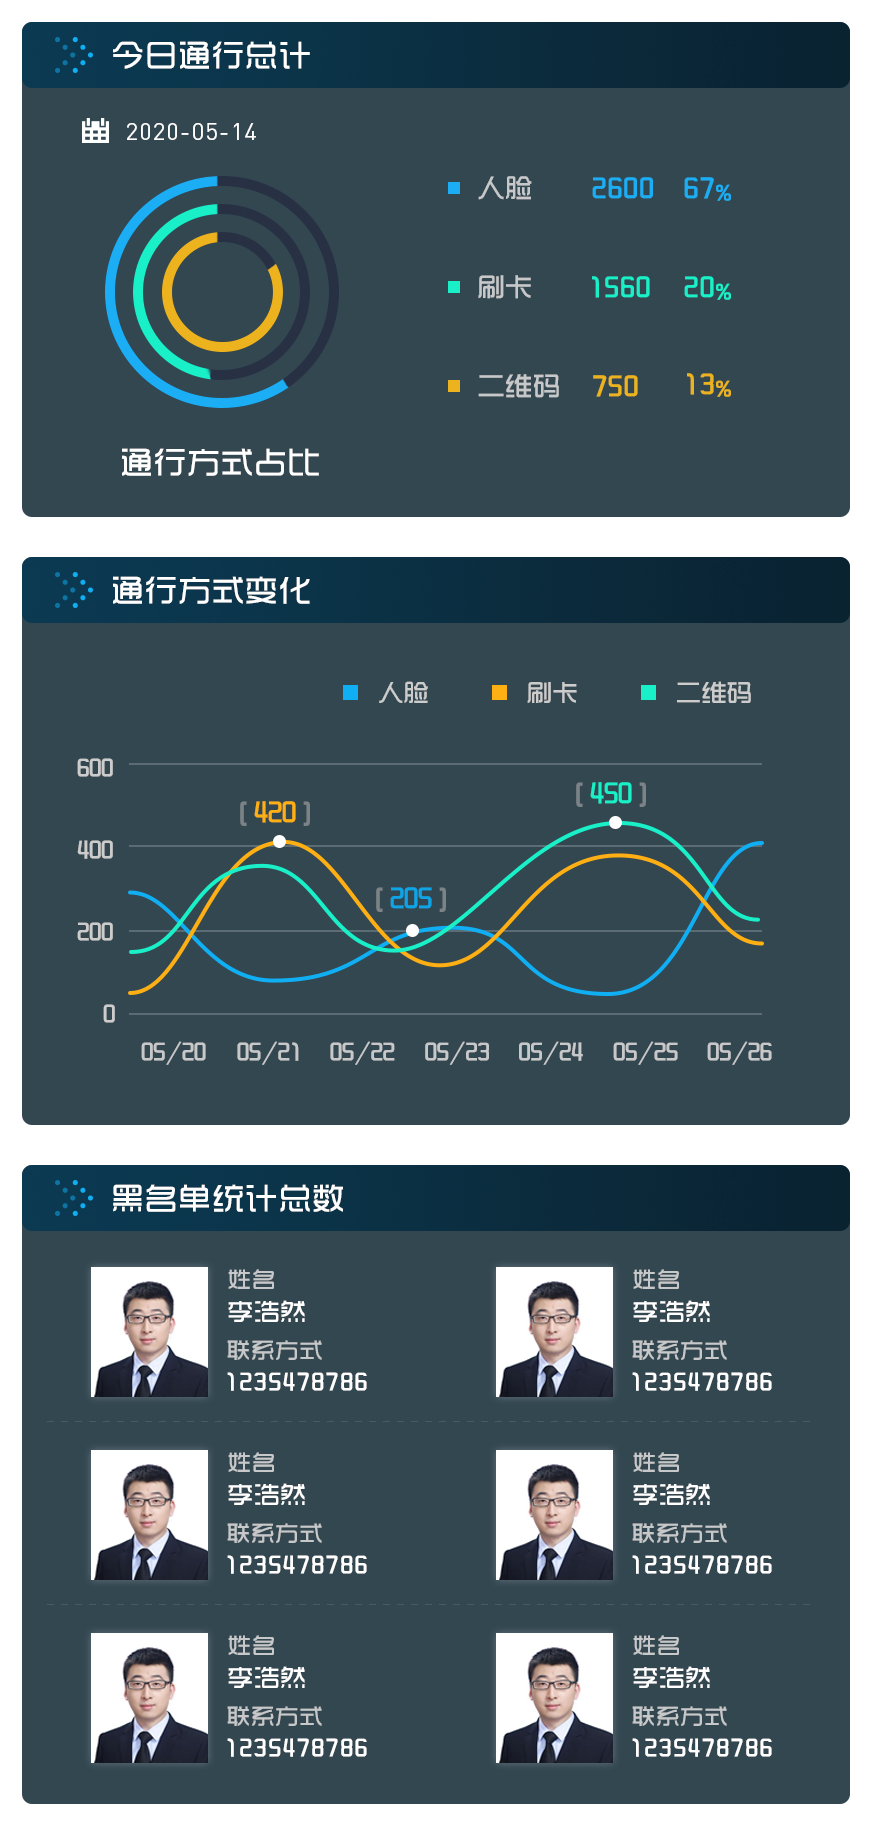 今日通行总计
2020-05-14
人脸 2600 67%
刷卡 1560 20%
二维码 750 13%
通行方式占比
通行方式变化
人脸 刷卡 二维码
600
[ 450 ]
[ 420 ]
400
[ 205 ]
200
0
05/20 05/21 05/22 05/23 05/24 05/25 05/26
黑名单统计总数
姓名 姓名
李浩然 李浩然
联系方式 联系方式
1235478786 1235478786
姓名 姓名
李浩然 李浩然
联系方式 联系方式
1235478786 1235478786
姓名 姓名
李浩然 李浩然
联系方式 联系方式
1235478786 1235478786